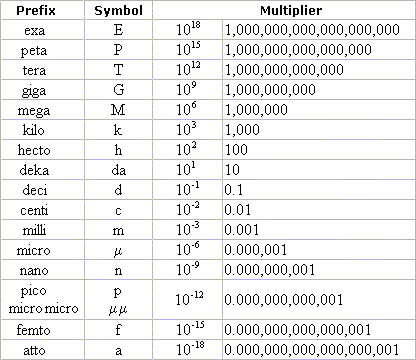 Prefix Symbol Multiplier
exa E 10^18 1,000,000,000,000,000,000
peta P 10^15 1,000,000,000,000,000
tera T 10^12 1,000,000,000,000
giga G 10^9 1,000,000,000
mega M 10^6 1,000,000
kilo k 10^3 1,000
hecto h 10^2 100
deka da 10^1 10
deci d 10^-1 0.1
centi c 10^-2 0.01
milli m 10^-3 0.001
micro μ 10^-6 0.000,001
nano n 10^-9 0.000,000,001
pico p 10^-12 0.000,000,000,001
micro micro μμ
femto f 10^-15 0.000,000,000,000,001
atto a 10^-18 0.000,000,000,000,000,001